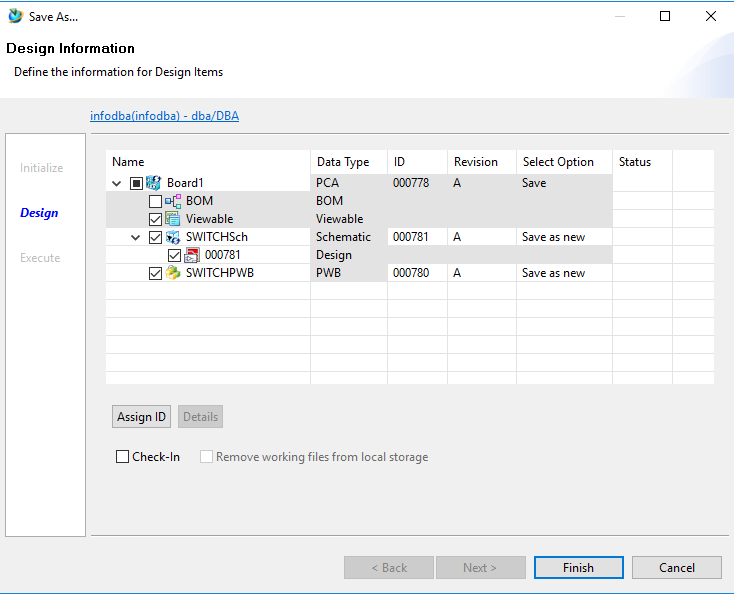 Save As...
Design Information
Define the information for Design Items
infodba(infodba) - dba/DBA
Initialize
Design
Execute
Name Data Type ID Revision Select Option Status
Board1 PCA 000778 A Save
BOM BOM
Viewable Viewable
SWITCHSch Schematic 000781 A Save as new
000781 Design
SWITCHPWB PWB 000780 A Save as new
Assign ID Details
Check-In Remove working files from local storage
< Back Next > Finish Cancel